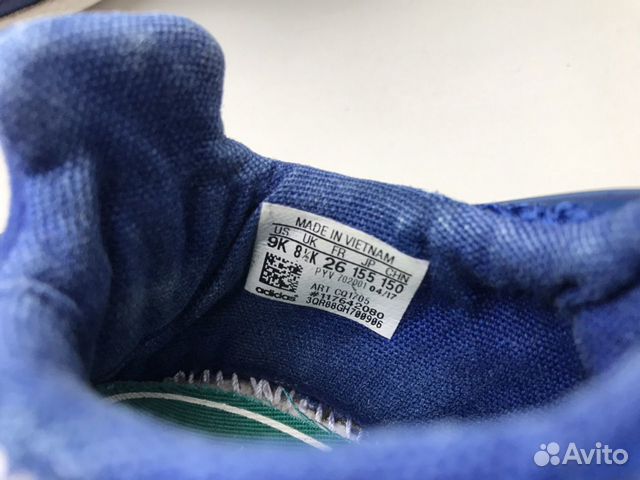 MADE IN VIETNAM
US UK FR JP CHN
9K 8½K 26 155 150
PYV 702001 04/17
ART CQ1705
#117642080
adidas 3QR88GH700906
Avito